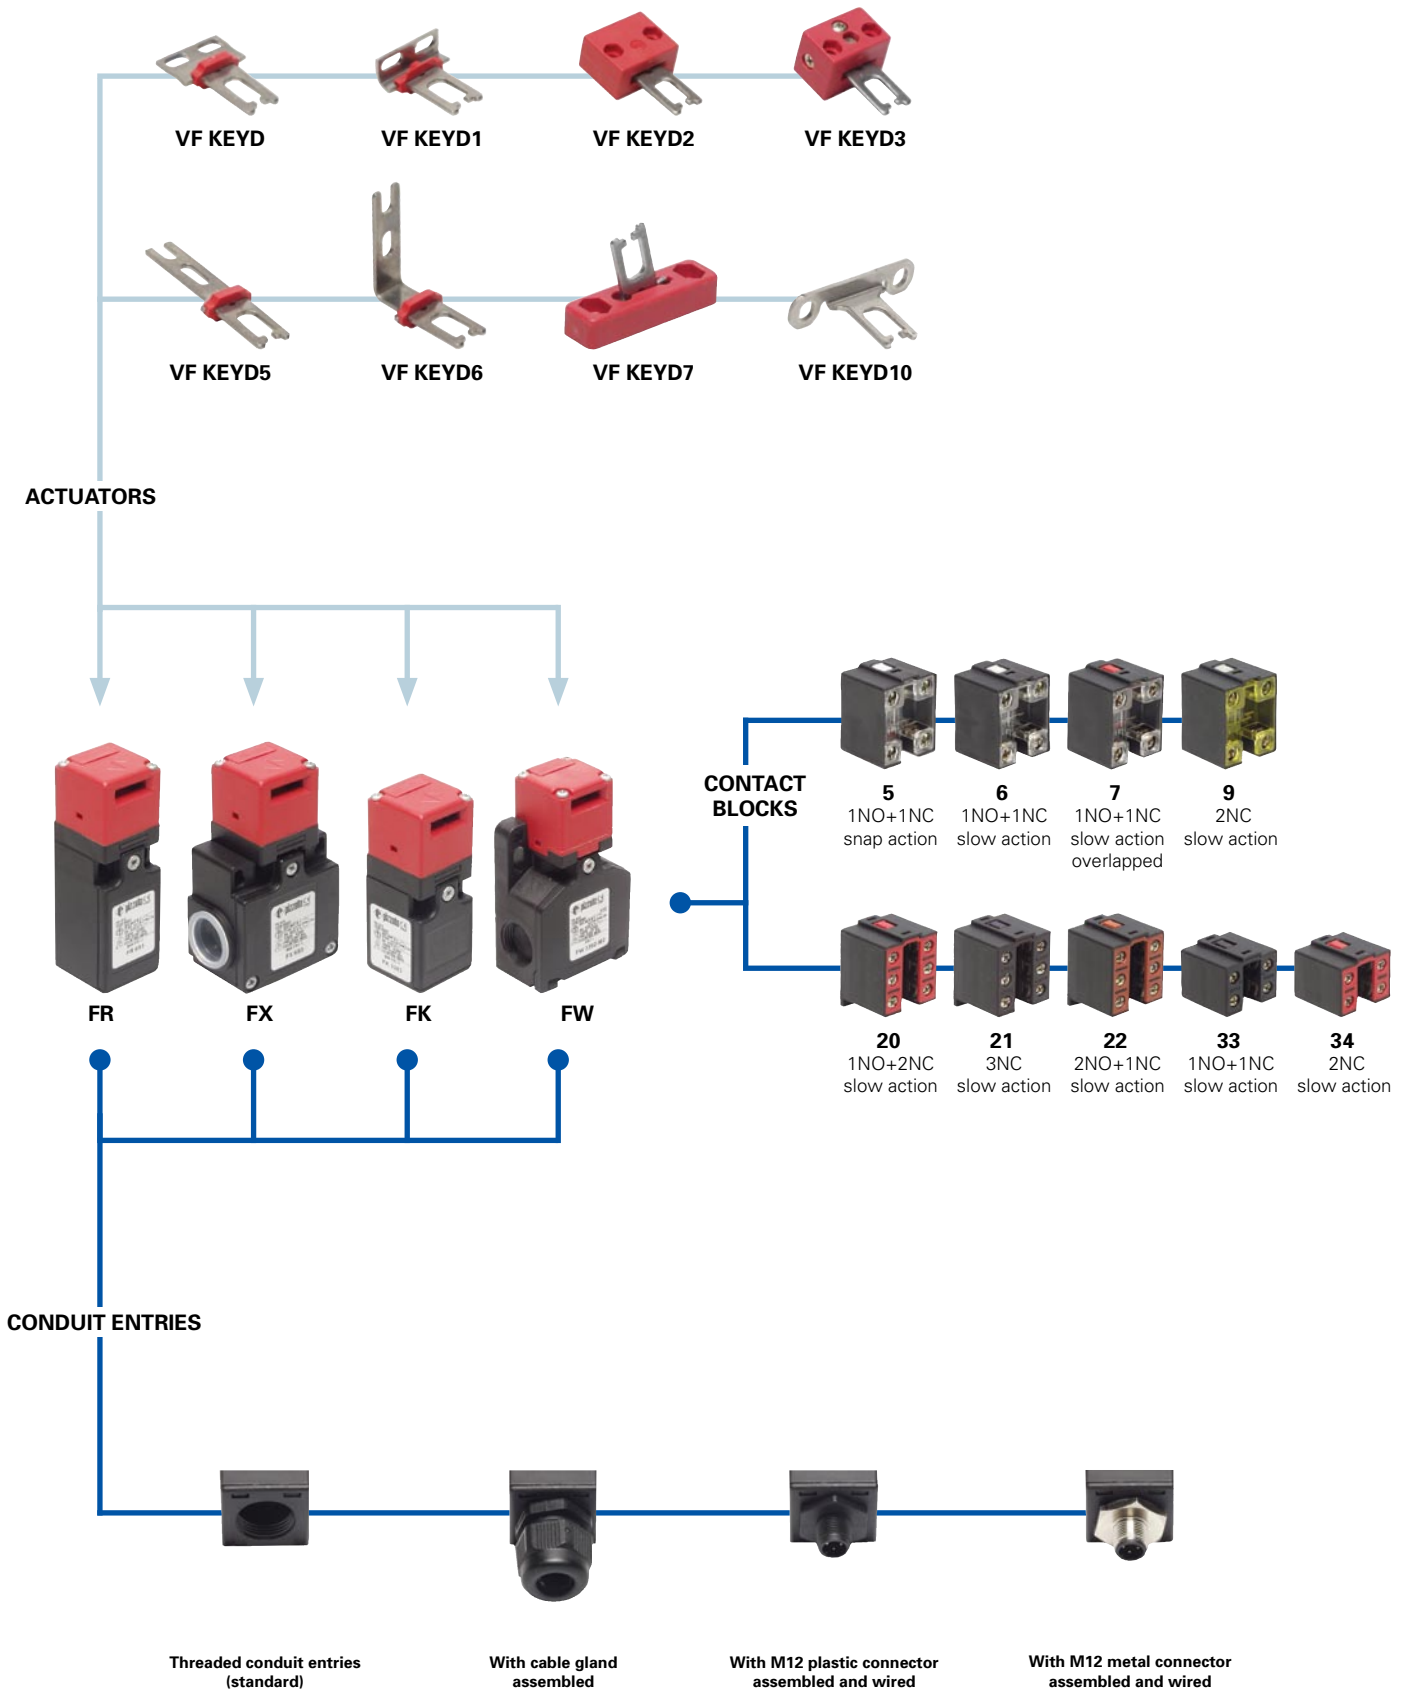 VF KEYD
VF KEYD1
VF KEYD2
VF KEYD3
VF KEYD5
VF KEYD6
VF KEYD7
VF KEYD10
ACTUATORS
CONTACT
BLOCKS
5
1NO+1NC
snap action
6
1NO+1NC
slow action
7
1NO+1NC
slow action
overlapped
9
2NC
slow action
FR
FX
FK
FW
20
1NO+2NC
slow action
21
3NC
slow action
22
2NO+1NC
slow action
33
1NO+1NC
slow action
34
2NC
slow action
CONDUIT ENTRIES
Threaded conduit entries
(standard)
With cable gland
assembled
With M12 plastic connector
assembled and wired
With M12 metal connector
assembled and wired